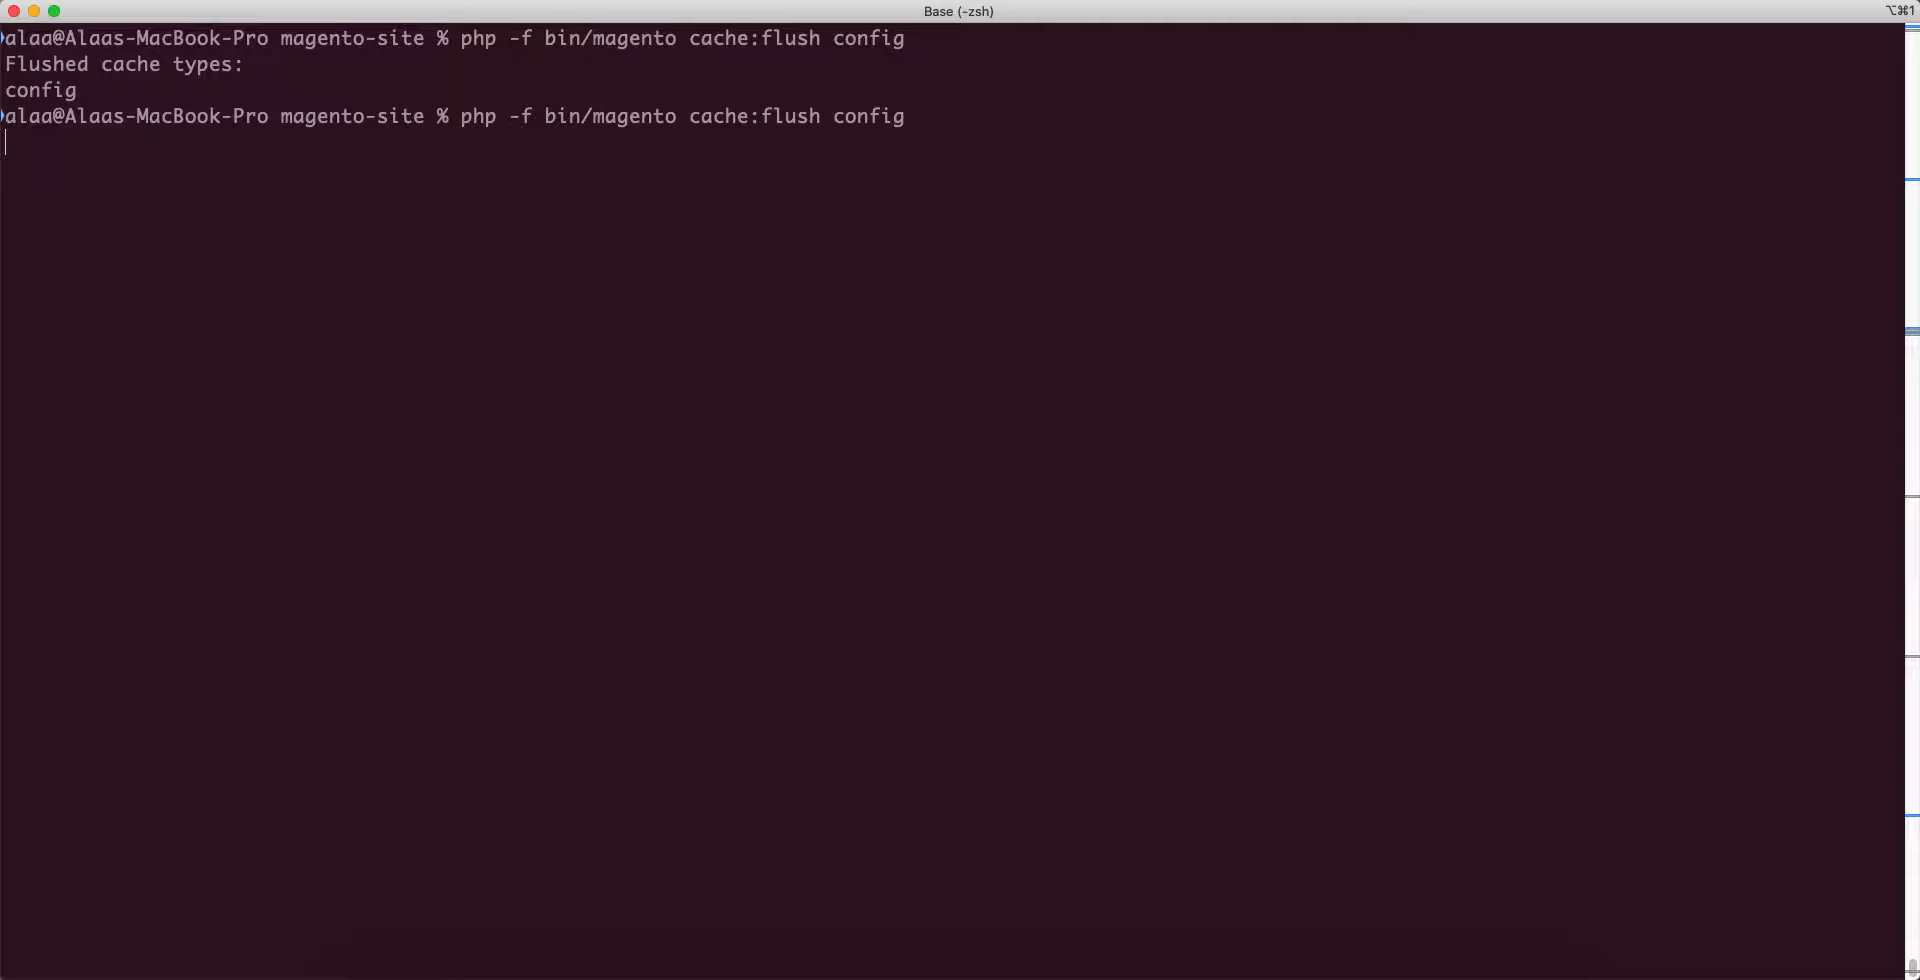 Base (-zsh)
⌥⌘1
alaa@Alaas-MacBook-Pro magento-site % php -f bin/magento cache:flush config
Flushed cache types:
config
alaa@Alaas-MacBook-Pro magento-site % php -f bin/magento cache:flush config